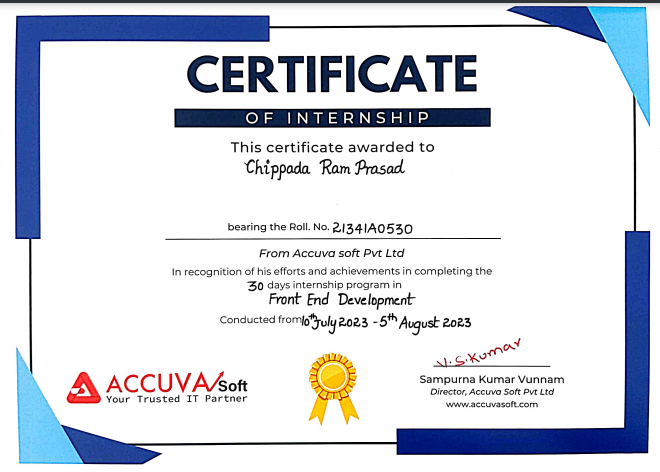 CERTIFICATE
OF INTERNSHIP
This certificate awarded to
Chippada Ram Prasad
bearing the Roll. No. 21341A0530
From Accuva soft Pvt Ltd
In recognition of his efforts and achievements in completing the
30 days internship program in
Front End Development
Conducted from 10th July 2023 - 5th August 2023
V.S.Kumar
ACCUVA Soft
Your Trusted IT Partner
Sampurna Kumar Vunnam
Director, Accuva Soft Pvt Ltd
www.accuvasoft.com